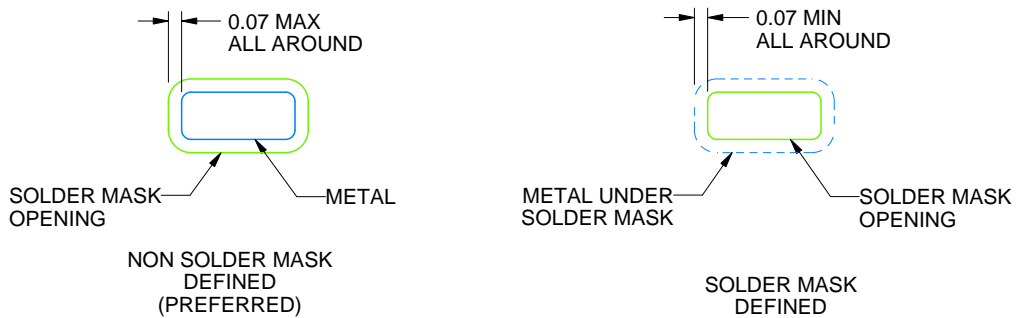 0.07 MAX
ALL AROUND
SOLDER MASK
OPENING
METAL
NON SOLDER MASK
DEFINED
(PREFERRED)
0.07 MIN
ALL AROUND
METAL UNDER
SOLDER MASK
SOLDER MASK
OPENING
SOLDER MASK
DEFINED